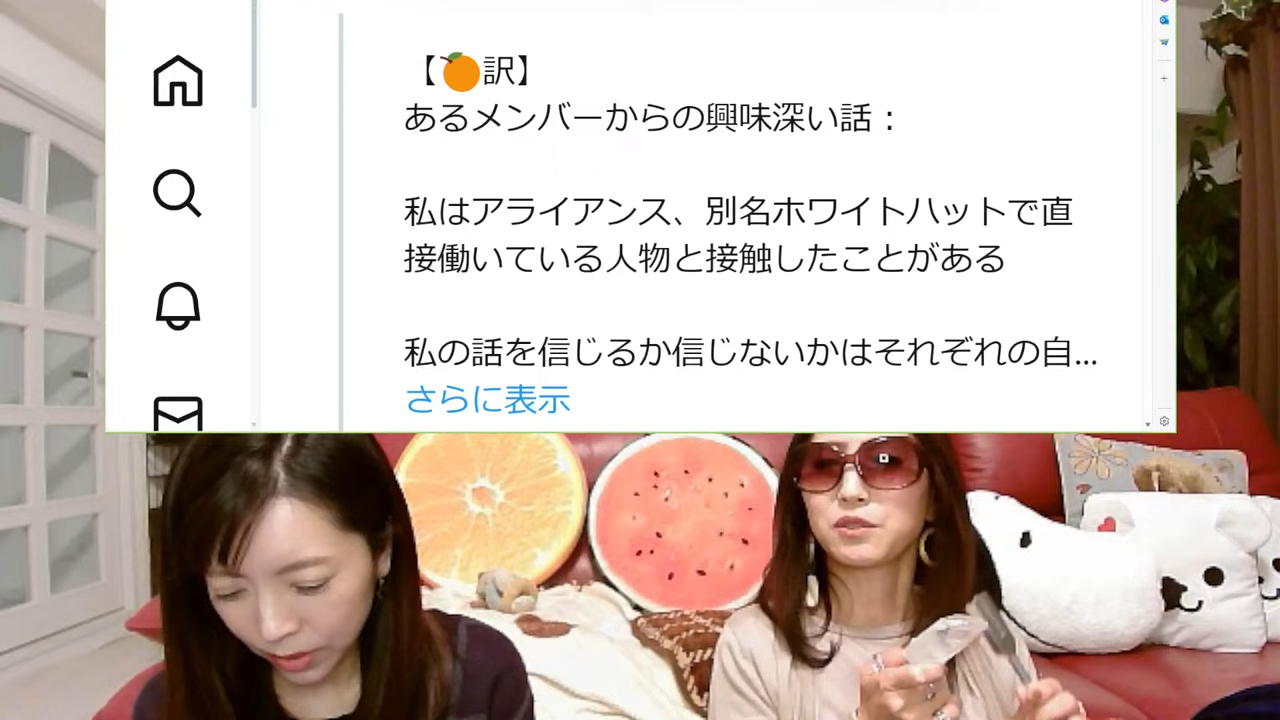 【🍊訳】
あるメンバーからの興味深い話：
私はアライアンス、別名ホワイトハットで直
接働いている人物と接触したことがある
私の話を信じるか信じないかはそれぞれの自...
さらに表示